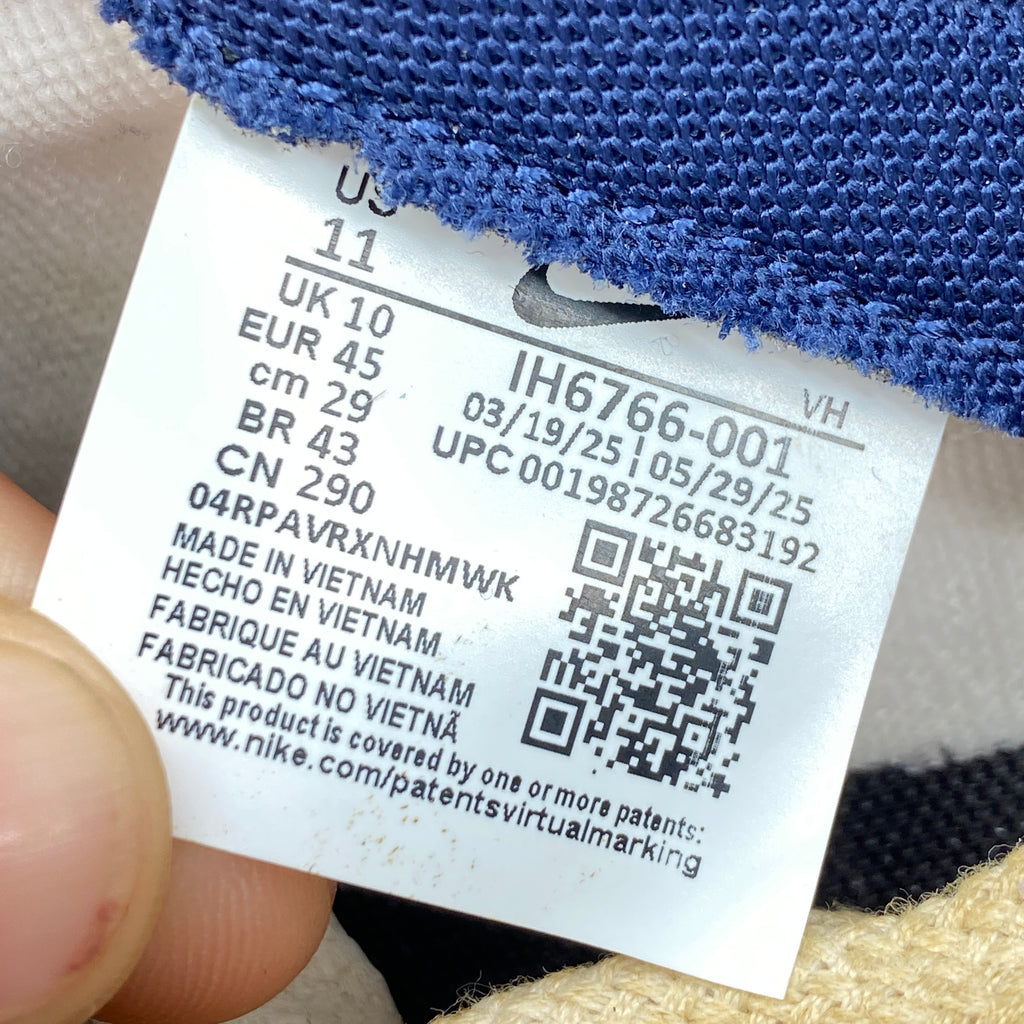 US
11
UK 10
EUR 45
cm 29
BR 43
CN 290
VH
IH6766-001
03/19/25 | 05/29/25
UPC 00198726683192
04RPAVRXNHMWK
MADE IN VIETNAM
HECHO EN VIETNAM
FABRIQUE AU VIETNAM
FABRICADO NO VIETNÃ
This product is covered by one or more patents:
www.nike.com/patentsvirtualmarking